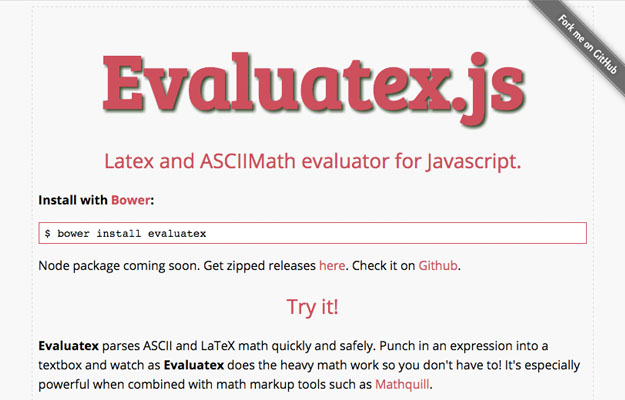 Fork me on GitHub
Evaluatex.js
Latex and ASCIIMath evaluator for Javascript.
Install with Bower:
$ bower install evaluatex
Node package coming soon. Get zipped releases here. Check it on Github.
Try it!
Evaluatex parses ASCII and LaTeX math quickly and safely. Punch in an expression into a
textbox and watch as Evaluatex does the heavy math work so you don't have to! It's especially
powerful when combined with math markup tools such as Mathquill.